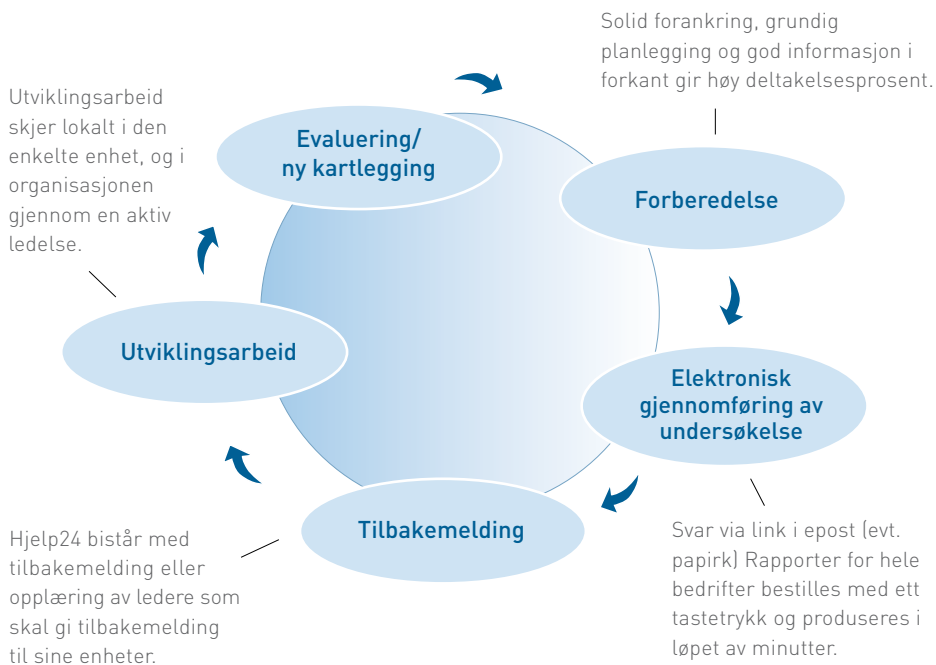 Solid forankring, grundig
planlegging og god informasjon i
forkant gir høy deltakelsesprosent.
Utviklingsarbeid
skjer lokalt i den
enkelte enhet, og i
organisasjonen
gjennom en aktiv
ledelse.
Evaluering/
ny kartlegging
Forberedelse
Utviklingsarbeid
Elektronisk
gjennomføring av
undersøkelse
Tilbakemelding
Hjelp24 bistår med
tilbakemelding eller
opplæring av ledere som
skal gi tilbakemelding
til sine enheter.
Svar via link i epost (evt.
papirk) Rapporter for hele
bedrifter bestilles med ett
tastetrykk og produseres i
løpet av minutter.